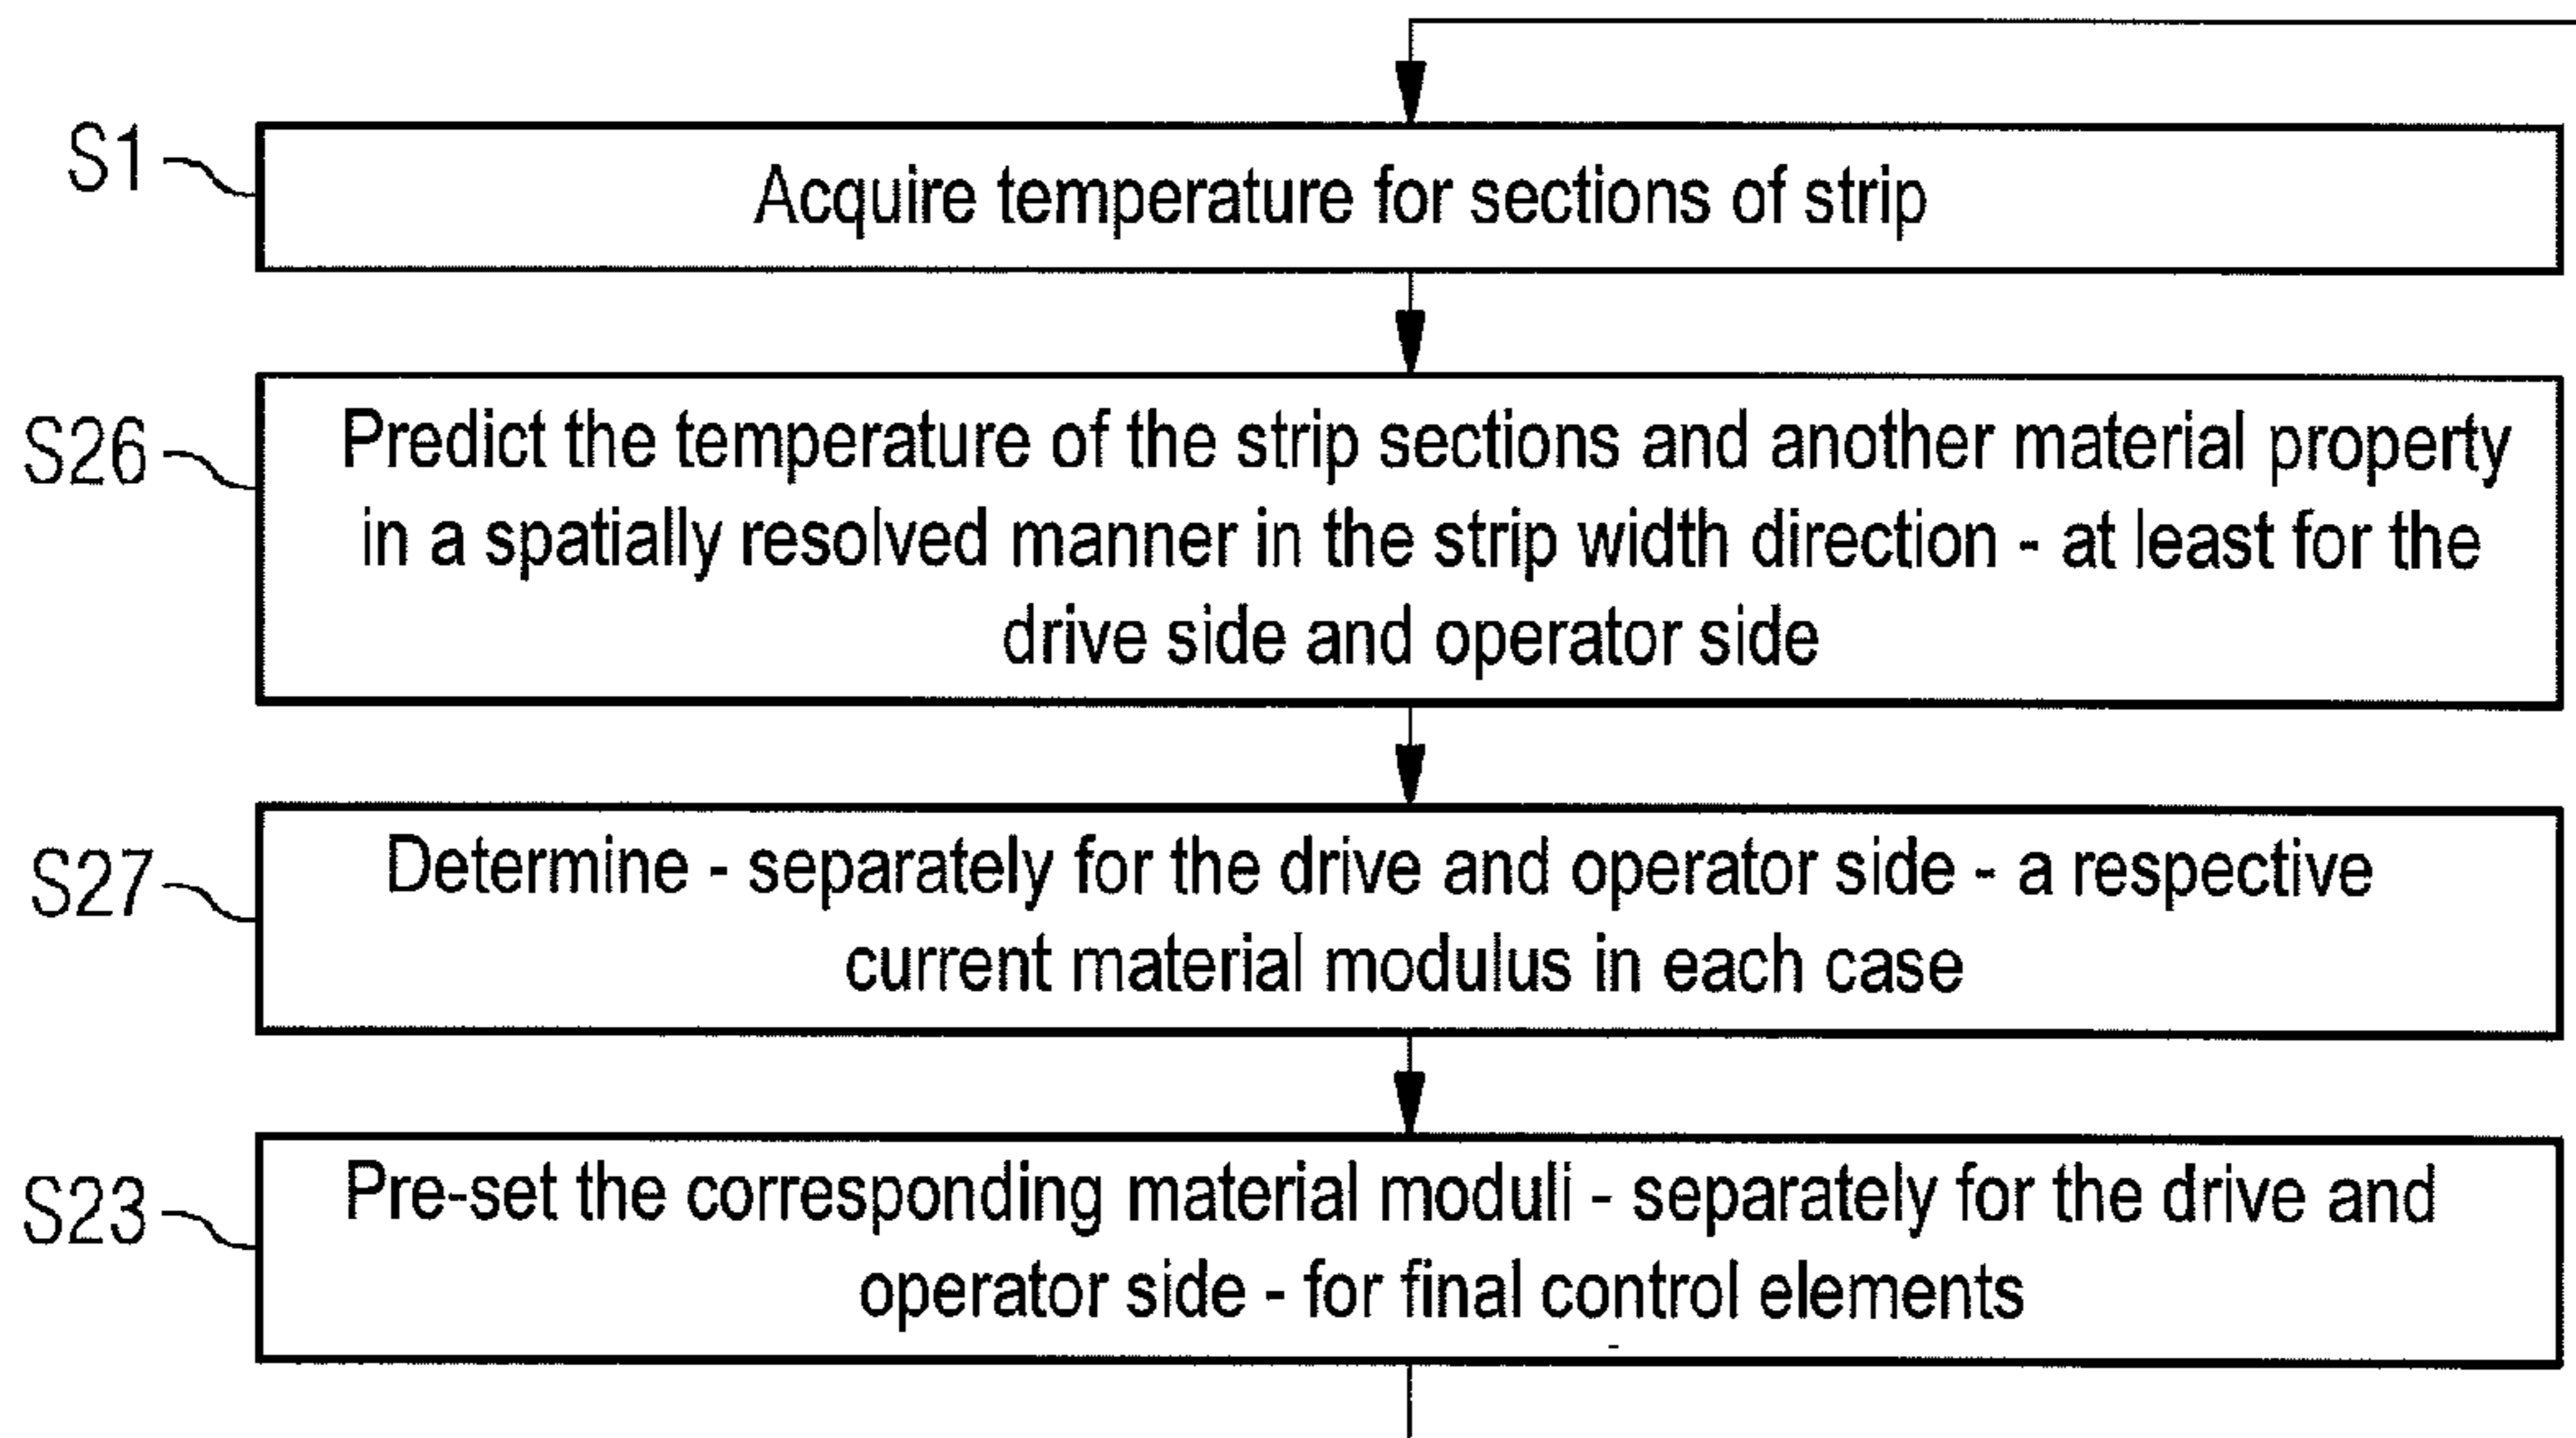 S1
Acquire temperature for sections of strip
S26
Predict the temperature of the strip sections and another material property
in a spatially resolved manner in the strip width direction - at least for the
drive side and operator side
S27
Determine - separately for the drive and operator side - a respective
current material modulus in each case
S23
Pre-set the corresponding material moduli - separately for the drive and
operator side - for final control elements